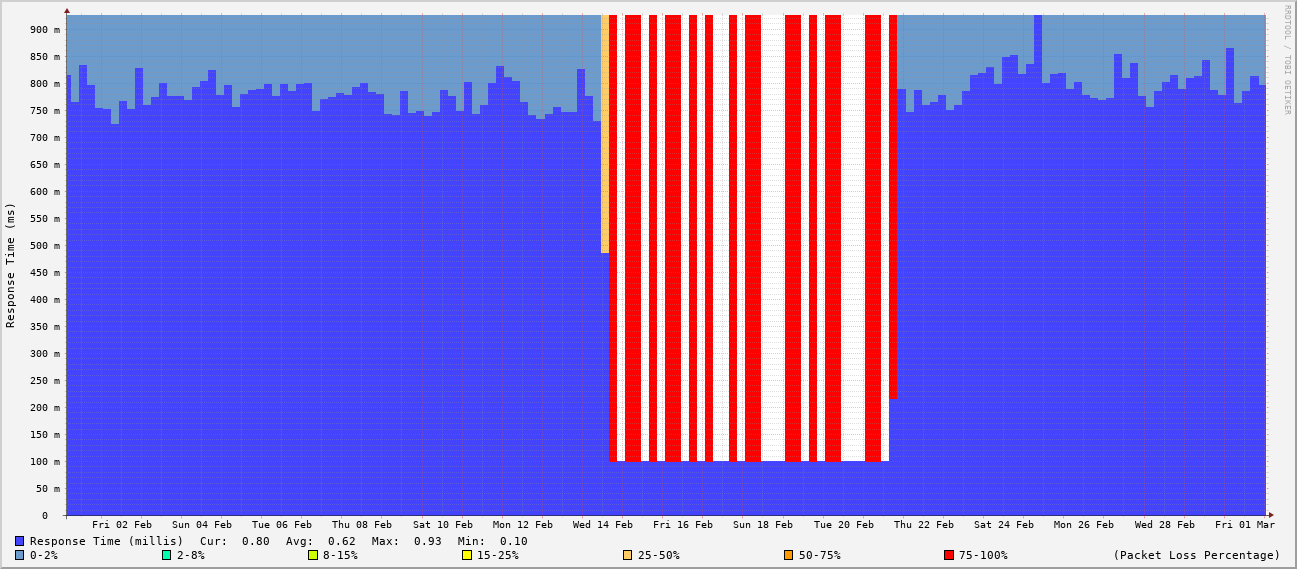 RRDTOOL / TOBI OETIKER
Response Time (ms)
900 m
850 m
800 m
750 m
700 m
650 m
600 m
550 m
500 m
450 m
400 m
350 m
300 m
250 m
200 m
150 m
100 m
50 m
0
Fri 02 Feb Sun 04 Feb Tue 06 Feb Thu 08 Feb Sat 10 Feb Mon 12 Feb Wed 14 Feb Fri 16 Feb Sun 18 Feb Tue 20 Feb Thu 22 Feb Sat 24 Feb Mon 26 Feb Wed 28 Feb Fri 01 Mar
Response Time (millis) Cur: 0.80 Avg: 0.62 Max: 0.93 Min: 0.10
0-2% 2-8% 8-15% 15-25% 25-50% 50-75% 75-100% (Packet Loss Percentage)